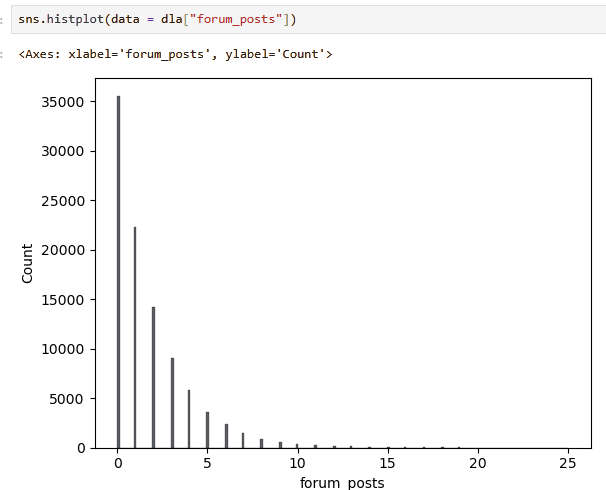 sns.histplot(data = dla["forum_posts"])
<Axes: xlabel='forum_posts', ylabel='Count'>
35000
30000
25000
20000
15000
10000
5000
0
Count
0 5 10 15 20 25
forum_posts